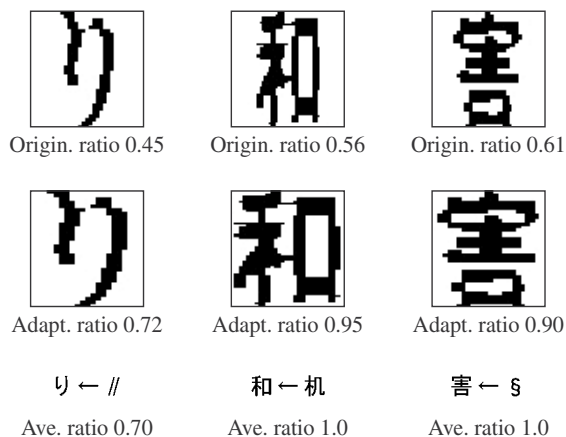 り 和 害
Origin. ratio 0.45 Origin. ratio 0.56 Origin. ratio 0.61
り 和 害
Adapt. ratio 0.72 Adapt. ratio 0.95 Adapt. ratio 0.90
り ← // 和 ← 机 害 ← §
Ave. ratio 0.70 Ave. ratio 1.0 Ave. ratio 1.0